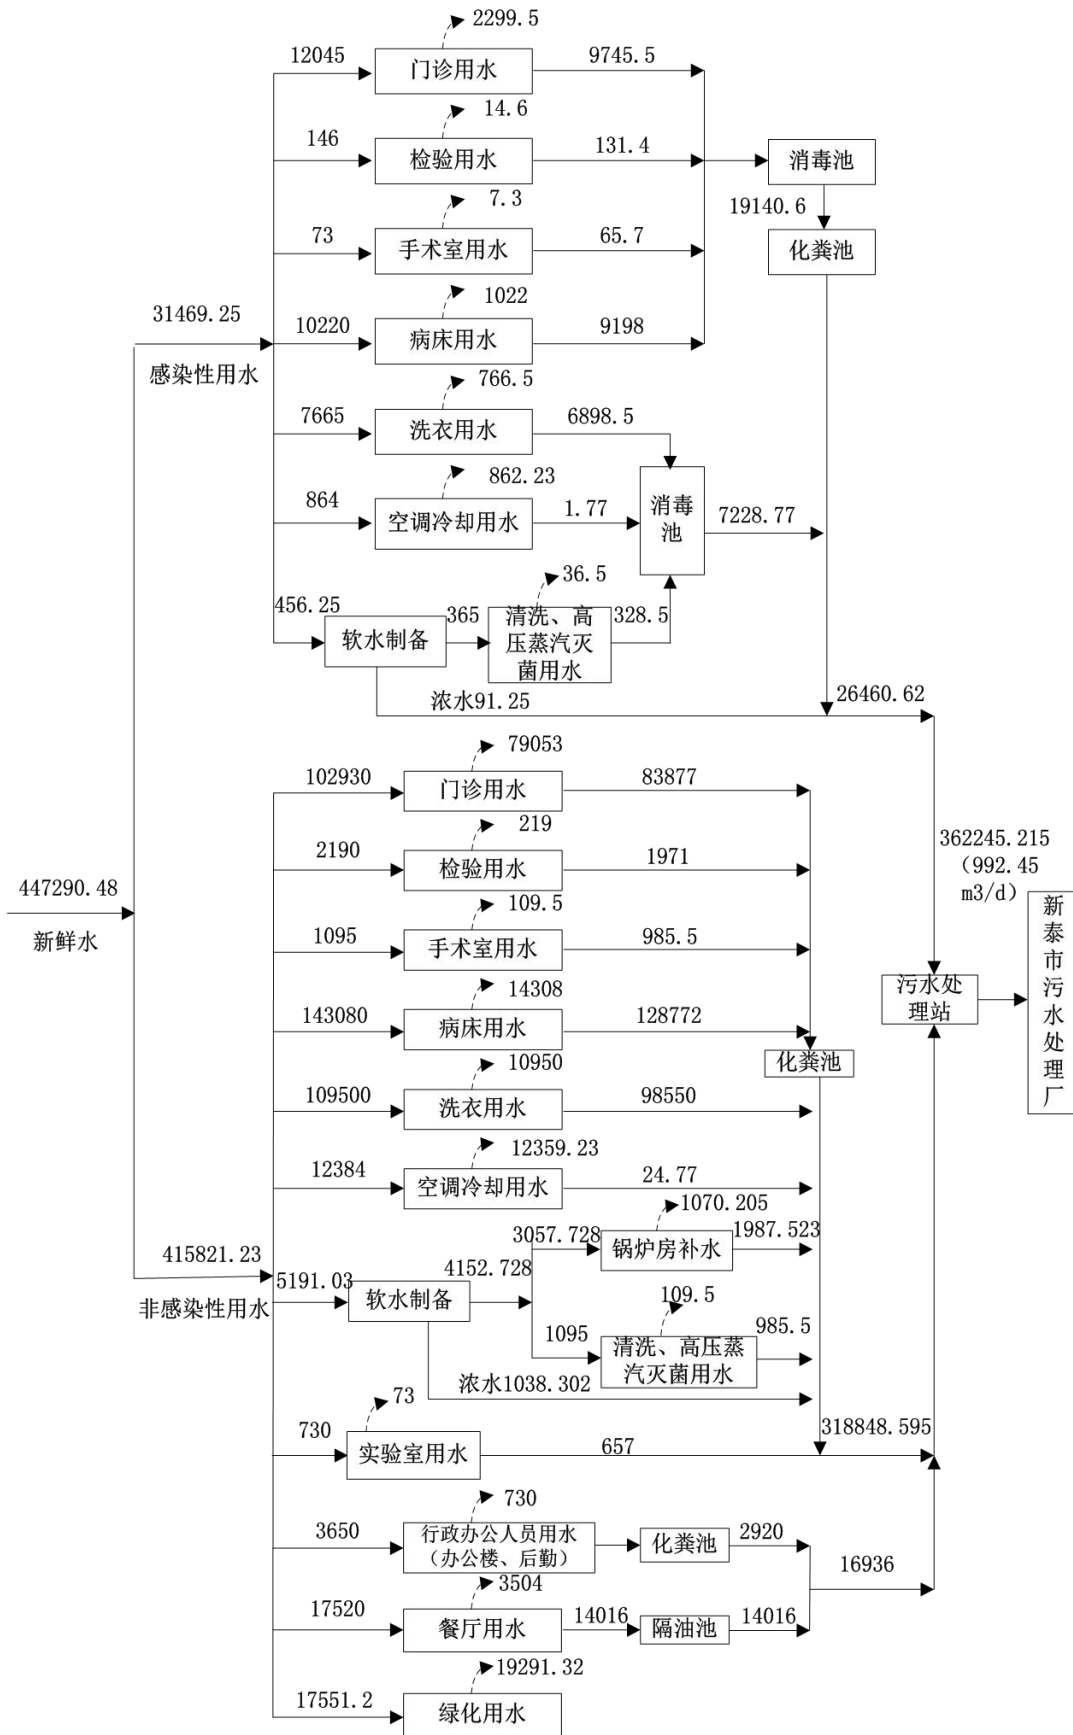 2299.5
12045
门诊用水
9745.5
14.6
146
检验用水
131.4
消毒池
7.3
19140.6
73
手术室用水
65.7
化粪池
1022
31469.25
10220
病床用水
9198
感染性用水
766.5
7665
洗衣用水
6898.5
862.23
864
空调冷却用水
1.77
消毒
池
7228.77
36.5
456.25
软水制备
365
清洗、高
压蒸汽灭
菌用水
328.5
浓水91.25
26460.62
79053
102930
门诊用水
83877
219
2190
检验用水
1971
362245.215
（992.45
m3/d）
447290.48
新鲜水
109.5
1095
手术室用水
985.5
新
泰
市
污
水
处
理
厂
14308
143080
病床用水
128772
污水处
理站
化粪池
10950
109500
洗衣用水
98550
12359.23
12384
空调冷却用水
24.77
1070.205
3057.728
锅炉房补水
1987.523
415821.23
非感染性用水
5191.03
软水制备
4152.728
109.5
1095
清洗、高压蒸
汽灭菌用水
985.5
浓水1038.302
73
318848.595
730
实验室用水
657
730
3650
行政办公人员用水
（办公楼、后勤）
化粪池
2920
16936
3504
17520
餐厅用水
14016
隔油池
14016
19291.32
17551.2
绿化用水